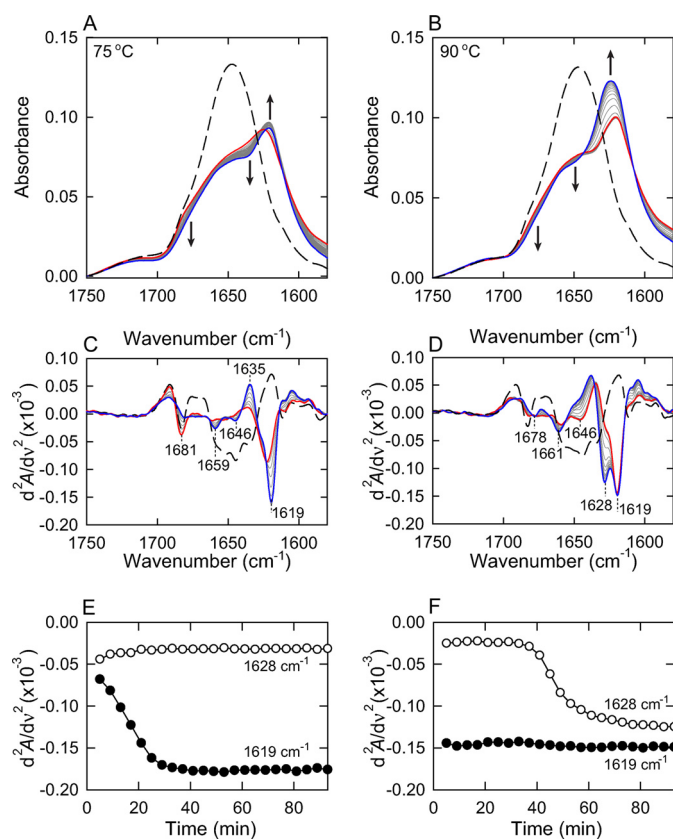 A
B
75 °C
90 °C
0.15
0.10
0.05
0.00
Absorbance
1750 1700 1650 1600
Wavenumber (cm-1)
0.15
0.10
0.05
0.00
Absorbance
1750 1700 1650 1600
Wavenumber (cm-1)
C
D
d2A/dν2 (x10-3)
0.10
0.05
0.00
-0.05
-0.10
-0.15
-0.20
1635
1681
1659
1646
1619
1750 1700 1650 1600
Wavenumber (cm-1)
d2A/dν2 (x10-3)
0.10
0.05
0.00
-0.05
-0.10
-0.15
-0.20
1678
1661
1646
1628
1619
1750 1700 1650 1600
Wavenumber (cm-1)
E
F
d2A/dν2 (x10-3)
0.00
-0.05
-0.10
-0.15
-0.20
1628 cm-1
1619 cm-1
0 20 40 60 80
Time (min)
d2A/dν2 (x10-3)
0.00
-0.05
-0.10
-0.15
-0.20
1628 cm-1
1619 cm-1
0 20 40 60 80
Time (min)